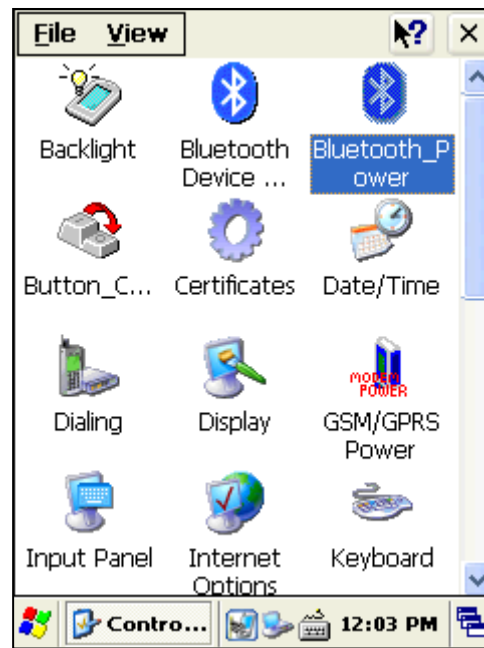 File View ?
Backlight
Bluetooth
Device ...
Bluetooth_P
ower
Button_C...
Certificates
Date/Time
Dialing
Display
MODEM
POWER
GSM/GPRS
Power
Input Panel
Internet
Options
Keyboard
Contro... 12:03 PM